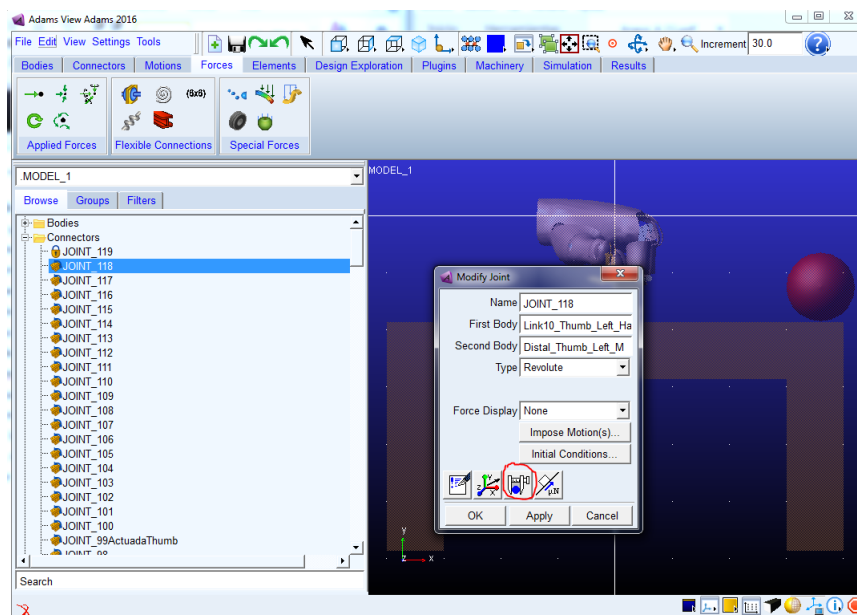 Adams View Adams 2016
File Edit View Settings Tools
Increment 30.0
Bodies Connectors Motions Forces Elements Design Exploration Plugins Machinery Simulation Results
(6x6)
Applied Forces Flexible Connections Special Forces
.MODEL_1
MODEL_1
Browse Groups Filters
Bodies
Connectors
JOINT_119
JOINT_118
JOINT_117
JOINT_116
JOINT_115
JOINT_114
JOINT_113
JOINT_112
JOINT_111
JOINT_110
JOINT_109
JOINT_108
JOINT_107
JOINT_106
JOINT_105
JOINT_104
JOINT_103
JOINT_102
JOINT_101
JOINT_100
JOINT_99ActuadaThumb
JOINT_98
Search
Modify Joint
Name JOINT_118
First Body Link10_Thumb_Left_Ha
Second Body Distal_Thumb_Left_M
Type Revolute
Force Display None
Impose Motion(s)...
Initial Conditions...
μN
OK Apply Cancel
Y
Z X